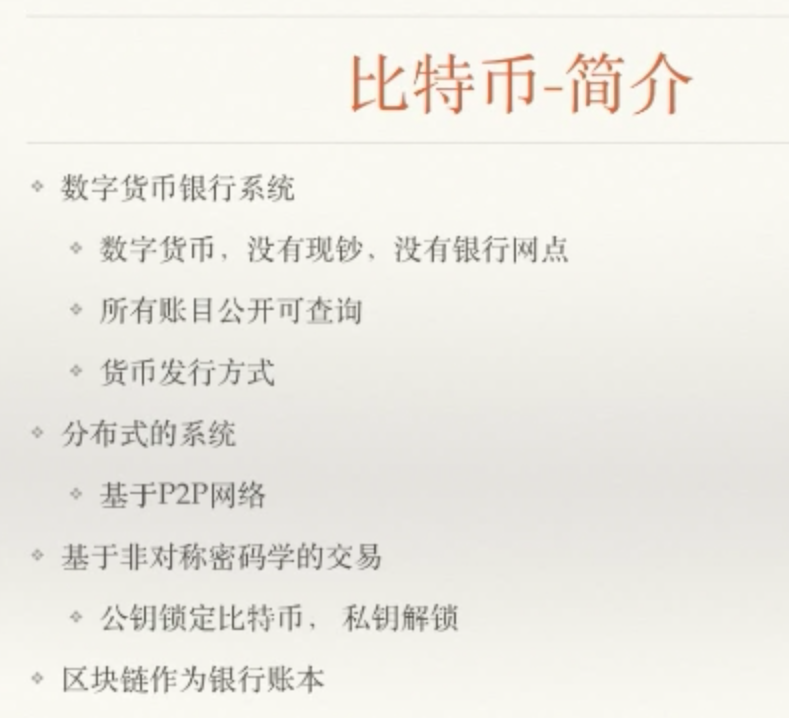 比特币-简介
数字货币银行系统
数字货币，没有现钞，没有银行网点
所有账目公开可查询
货币发行方式
分布式的系统
基于P2P网络
基于非对称密码学的交易
公钥锁定比特币， 私钥解锁
区块链作为银行账本